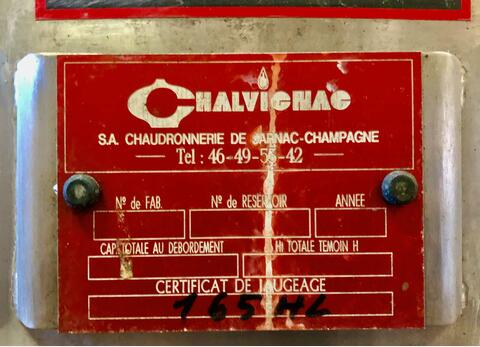 CHALVIGNAC
S.A. CHAUDRONNERIE DE JARNAC-CHAMPAGNE
Tel : 46-49-55-42
Nº de FAB. Nº de RESERVOIR ANNÉE
CAP. TOTALE AU DEBORDEMENT Ht TOTALE TEMOIN H
CERTIFICAT DE JAUGEAGE
165 HL